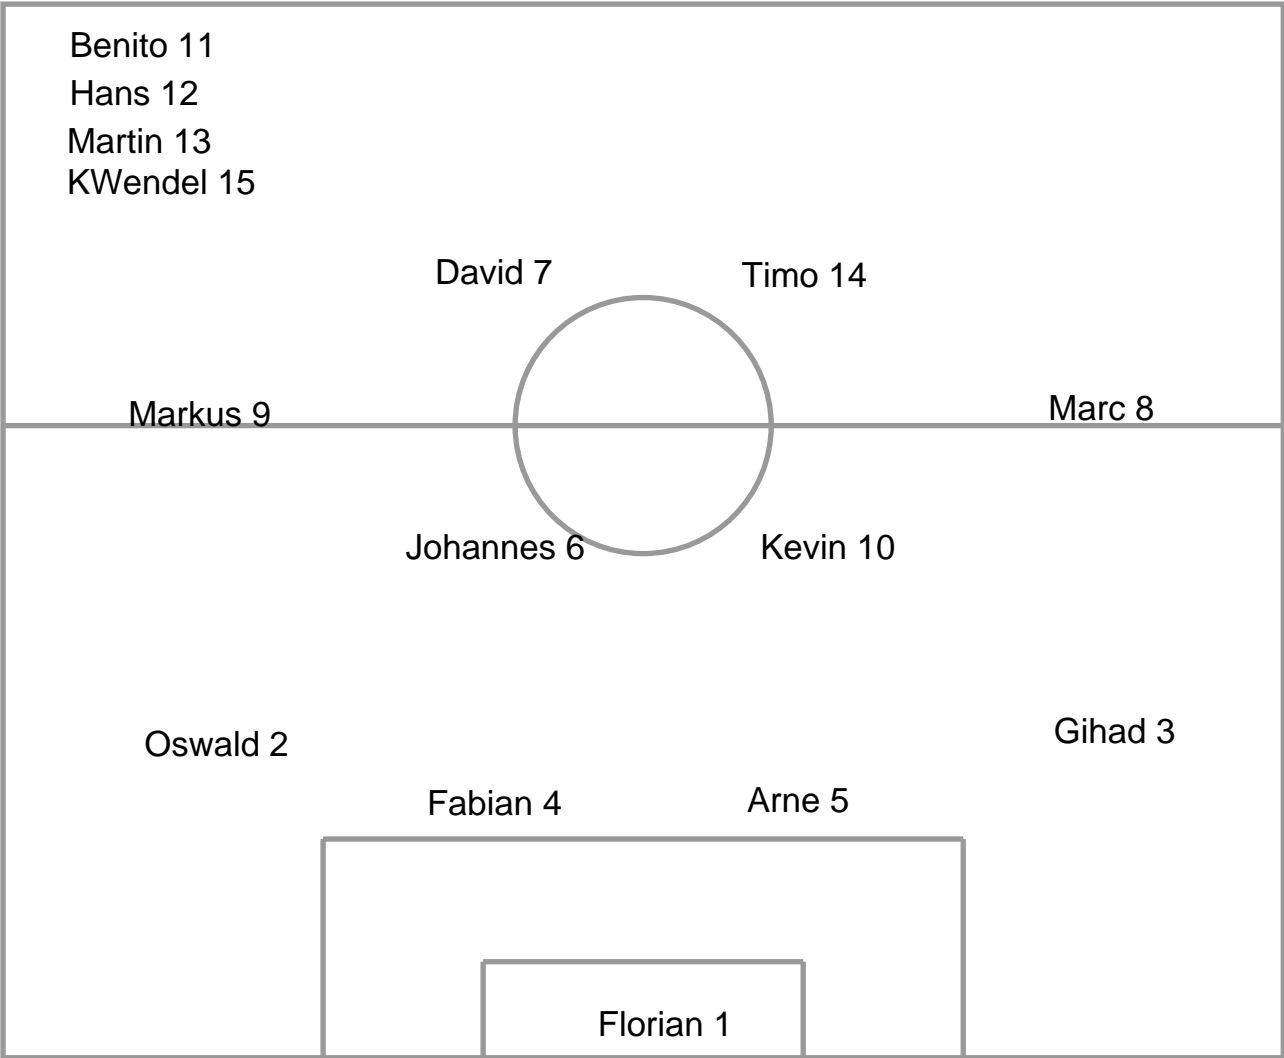 Benito 11
Hans 12
Martin 13
KWendel 15
David 7
Timo 14
Markus 9
Marc 8
Johannes 6
Kevin 10
Oswald 2
Gihad 3
Fabian 4
Arne 5
Florian 1